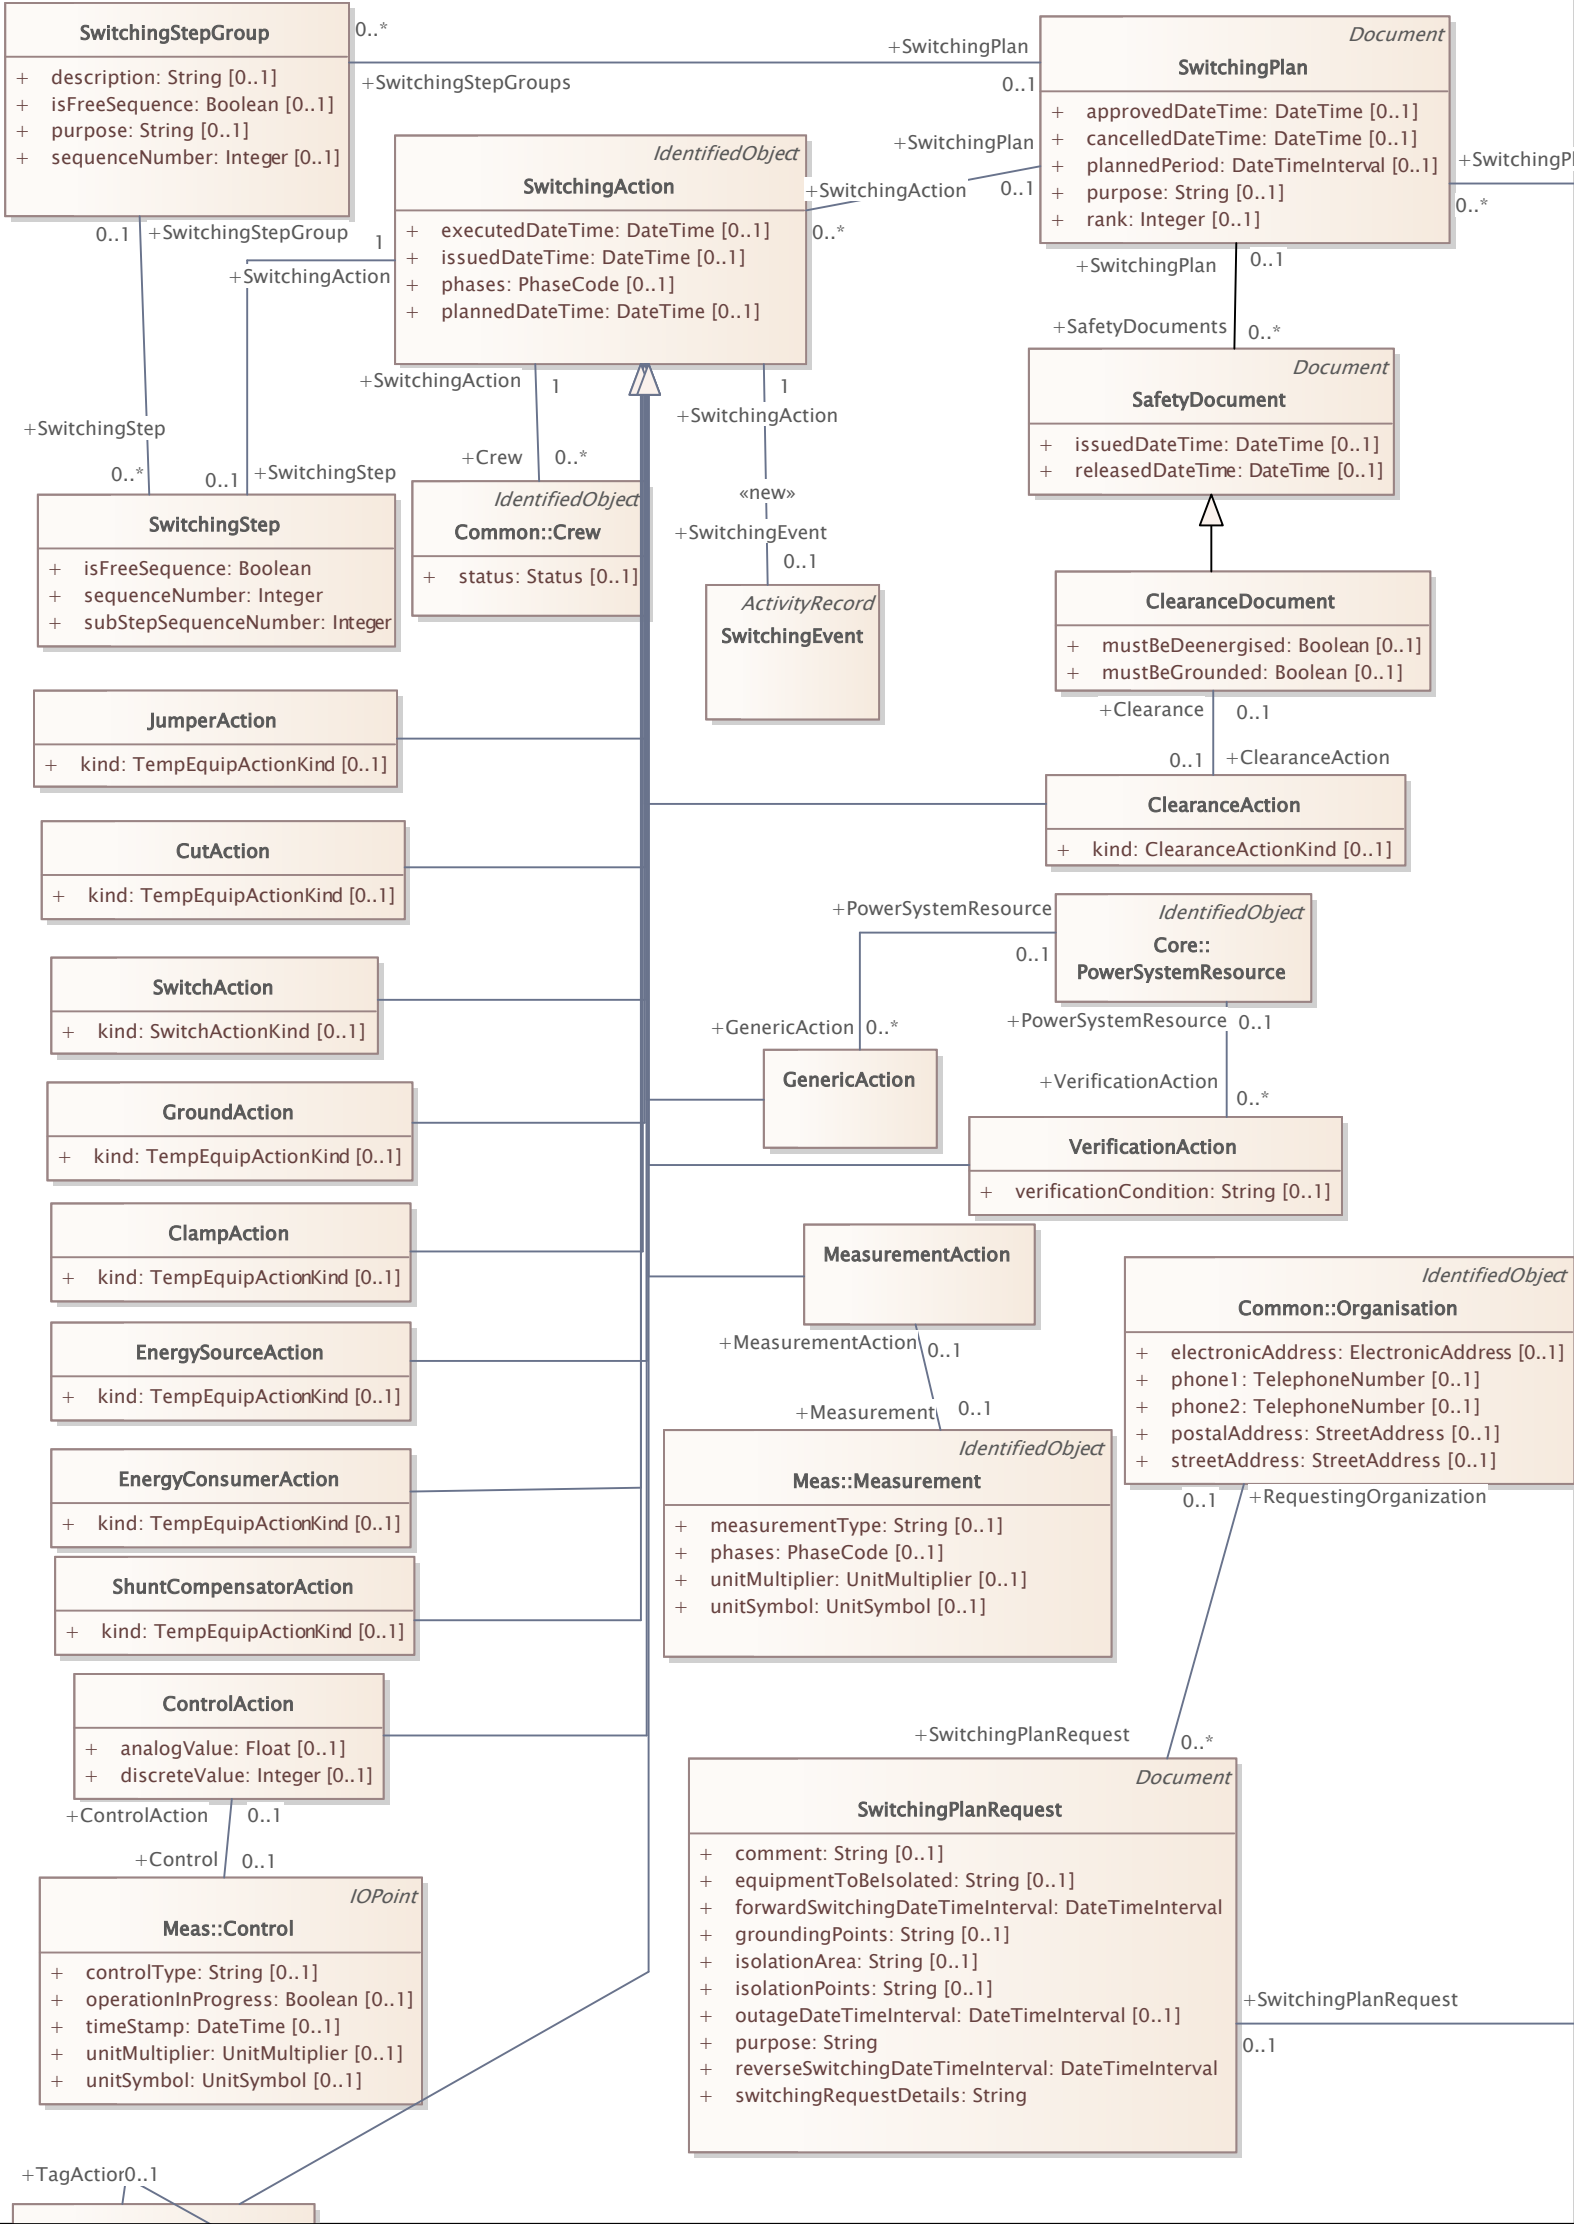 SwitchingStepGroup
+ description: String [0..1]
+ isFreeSequence: Boolean [0..1]
+ purpose: String [0..1]
+ sequenceNumber: Integer [0..1]
0..*
+SwitchingStepGroups
+SwitchingPlan
0..1
Document
SwitchingPlan
+ approvedDateTime: DateTime [0..1]
+ cancelledDateTime: DateTime [0..1]
+ plannedPeriod: DateTimeInterval [0..1]
+ purpose: String [0..1]
+ rank: Integer [0..1]
+SwitchingPl
0..*
IdentifiedObject
SwitchingAction
+ executedDateTime: DateTime [0..1]
+ issuedDateTime: DateTime [0..1]
+ phases: PhaseCode [0..1]
+ plannedDateTime: DateTime [0..1]
+SwitchingPlan
0..1
+SwitchingAction
0..*
0..1
+SwitchingStepGroup
1
+SwitchingAction
+SwitchingPlan
0..1
+SafetyDocuments
0..*
Document
SafetyDocument
+ issuedDateTime: DateTime [0..1]
+ releasedDateTime: DateTime [0..1]
+SwitchingAction
1
1
+SwitchingAction
+SwitchingStep
0..*
0..1
+SwitchingStep
+Crew
0..*
SwitchingStep
+ isFreeSequence: Boolean
+ sequenceNumber: Integer
+ subStepSequenceNumber: Integer
IdentifiedObject
Common::Crew
+ status: Status [0..1]
«new»
+SwitchingEvent
0..1
ActivityRecord
SwitchingEvent
ClearanceDocument
+ mustBeDeenergised: Boolean [0..1]
+ mustBeGrounded: Boolean [0..1]
+Clearance
0..1
0..1
+ClearanceAction
ClearanceAction
+ kind: ClearanceActionKind [0..1]
JumperAction
+ kind: TempEquipActionKind [0..1]
CutAction
+ kind: TempEquipActionKind [0..1]
SwitchAction
+ kind: SwitchActionKind [0..1]
GroundAction
+ kind: TempEquipActionKind [0..1]
ClampAction
+ kind: TempEquipActionKind [0..1]
EnergySourceAction
+ kind: TempEquipActionKind [0..1]
EnergyConsumerAction
+ kind: TempEquipActionKind [0..1]
ShuntCompensatorAction
+ kind: TempEquipActionKind [0..1]
ControlAction
+ analogValue: Float [0..1]
+ discreteValue: Integer [0..1]
+ControlAction
0..1
+Control
0..1
IOPoint
Meas::Control
+ controlType: String [0..1]
+ operationInProgress: Boolean [0..1]
+ timeStamp: DateTime [0..1]
+ unitMultiplier: UnitMultiplier [0..1]
+ unitSymbol: UnitSymbol [0..1]
+PowerSystemResource
0..1
IdentifiedObject
Core::
PowerSystemResource
+GenericAction
0..*
GenericAction
+PowerSystemResource
0..1
+VerificationAction
0..*
VerificationAction
+ verificationCondition: String [0..1]
MeasurementAction
+MeasurementAction
0..1
+Measurement
0..1
IdentifiedObject
Meas::Measurement
+ measurementType: String [0..1]
+ phases: PhaseCode [0..1]
+ unitMultiplier: UnitMultiplier [0..1]
+ unitSymbol: UnitSymbol [0..1]
IdentifiedObject
Common::Organisation
+ electronicAddress: ElectronicAddress [0..1]
+ phone1: TelephoneNumber [0..1]
+ phone2: TelephoneNumber [0..1]
+ postalAddress: StreetAddress [0..1]
+ streetAddress: StreetAddress [0..1]
0..1
+RequestingOrganization
+SwitchingPlanRequest
0..*
Document
SwitchingPlanRequest
+ comment: String [0..1]
+ equipmentToBeIsolated: String [0..1]
+ forwardSwitchingDateTimeInterval: DateTimeInterval
+ groundingPoints: String [0..1]
+ isolationArea: String [0..1]
+ isolationPoints: String [0..1]
+ outageDateTimeInterval: DateTimeInterval [0..1]
+ purpose: String
+ reverseSwitchingDateTimeInterval: DateTimeInterval
+ switchingRequestDetails: String
+SwitchingPlanRequest
0..1
+TagAction
0..1